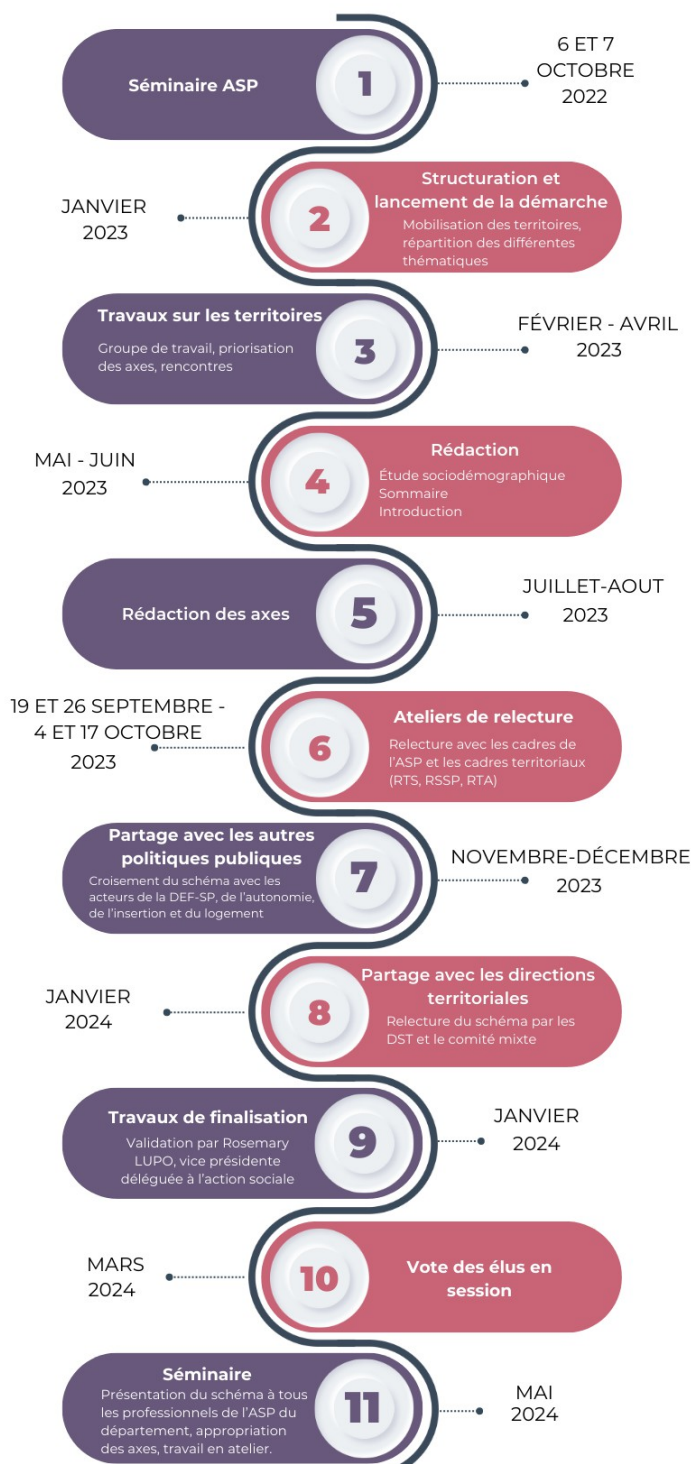 Séminaire ASP
1
6 ET 7
OCTOBRE
2022
JANVIER
2023
2
Structuration et
lancement de la démarche
Mobilisation des territoires,
répartition des différentes
thématiques
Travaux sur les territoires
Groupe de travail, priorisation
des axes, rencontres
3
FÉVRIER - AVRIL
2023
MAI - JUIN
2023
4
Rédaction
Étude sociodémographique
Sommaire
Introduction
Rédaction des axes
5
JUILLET-AOUT
2023
19 ET 26 SEPTEMBRE -
4 ET 17 OCTOBRE
2023
6
Ateliers de relecture
Relecture avec les cadres de
l'ASP et les cadres territoriaux
(RTS, RSSP, RTA)
Partage avec les autres
politiques publiques
Croisement du schéma avec les
acteurs de la DEF-SP, de l'autonomie,
de l'insertion et du logement
7
NOVEMBRE-DÉCEMBRE
2023
JANVIER
2024
8
Partage avec les directions
territoriales
Relecture du schéma par les
DST et le comité mixte
Travaux de finalisation
Validation par Rosemary
LUPO, vice présidente
déléguée à l'action sociale
9
JANVIER
2024
MARS
2024
10
Vote des élus en
session
Séminaire
Présentation du schéma à tous
les professionnels de l'ASP du
département, appropriation
des axes, travail en atelier.
11
MAI
2024